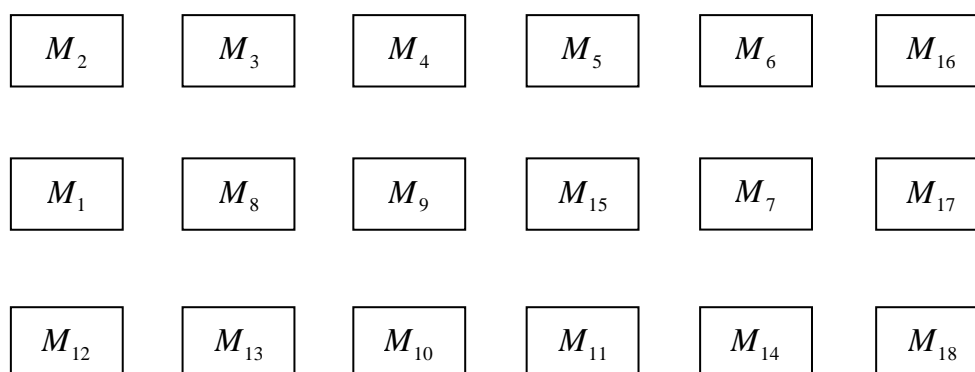 M₂ M₃ M₄ M₅ M₆ M₁₆
M₁ M₈ M₉ M₁₅ M₇ M₁₇
M₁₂ M₁₃ M₁₀ M₁₁ M₁₄ M₁₈